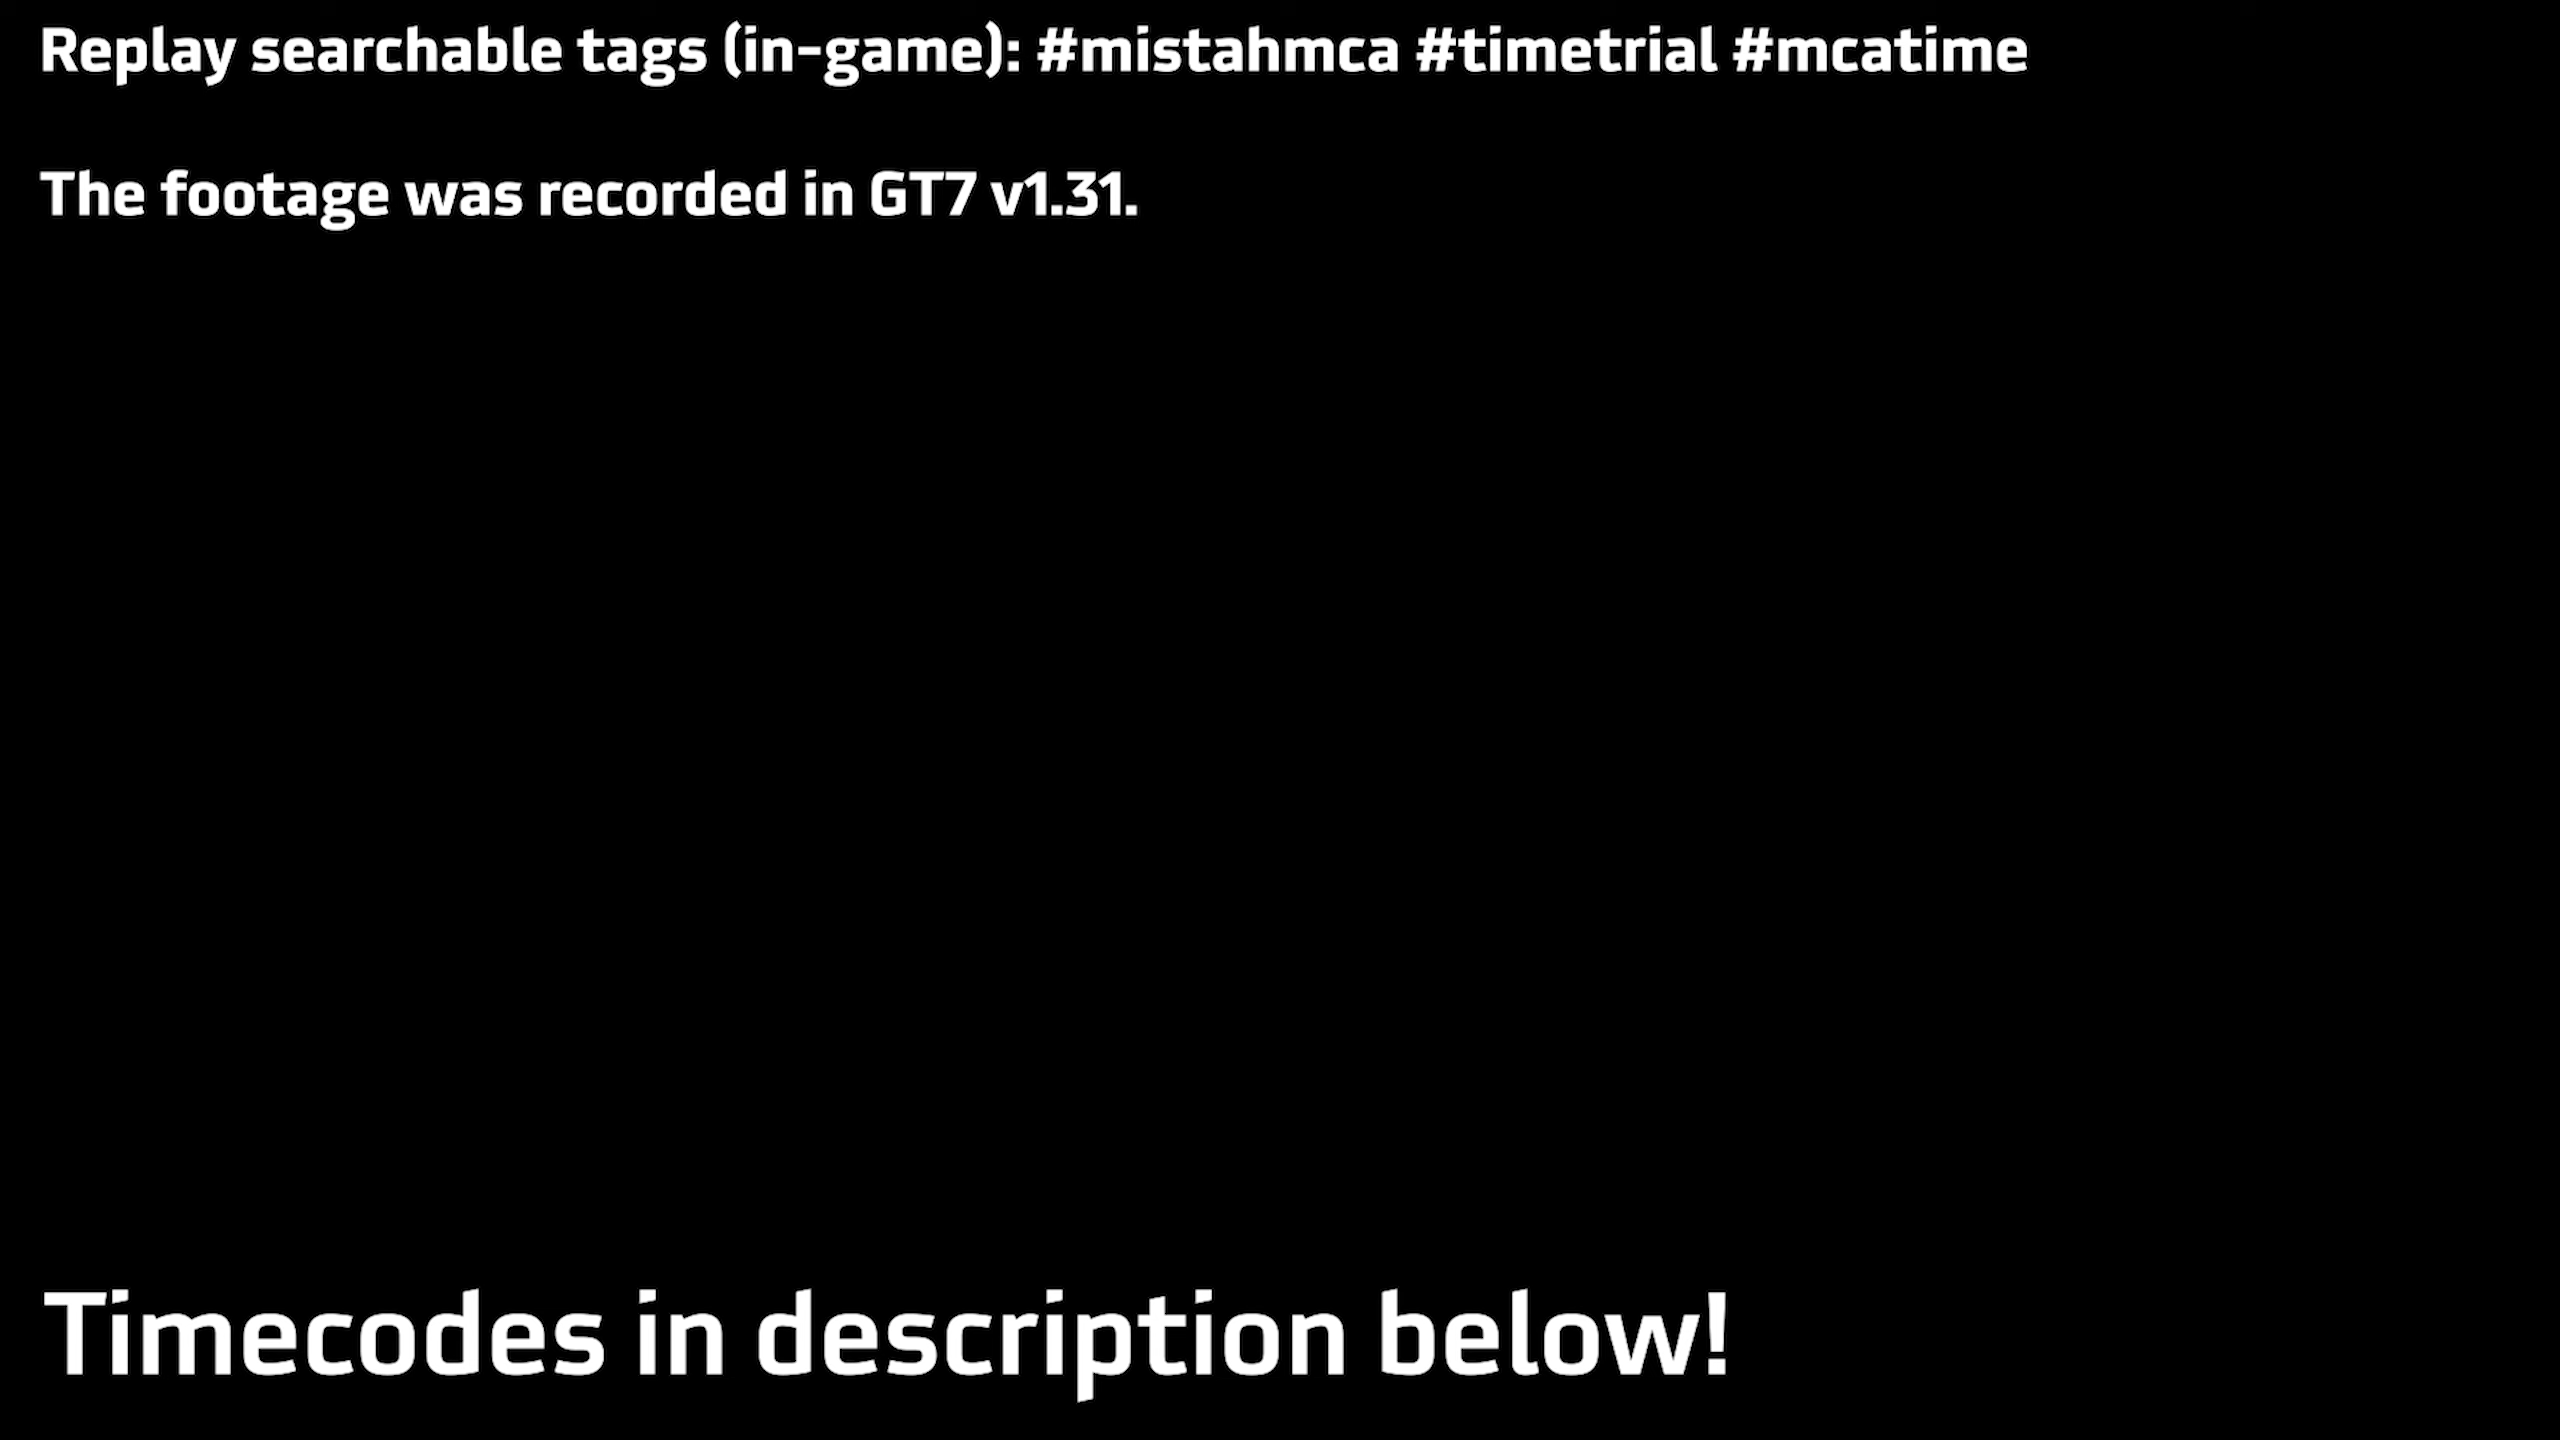 Replay searchable tags (in-game): #mistahmca #timetrial #mcatime
The footage was recorded in GT7 v1.31.
Timecodes in description below!